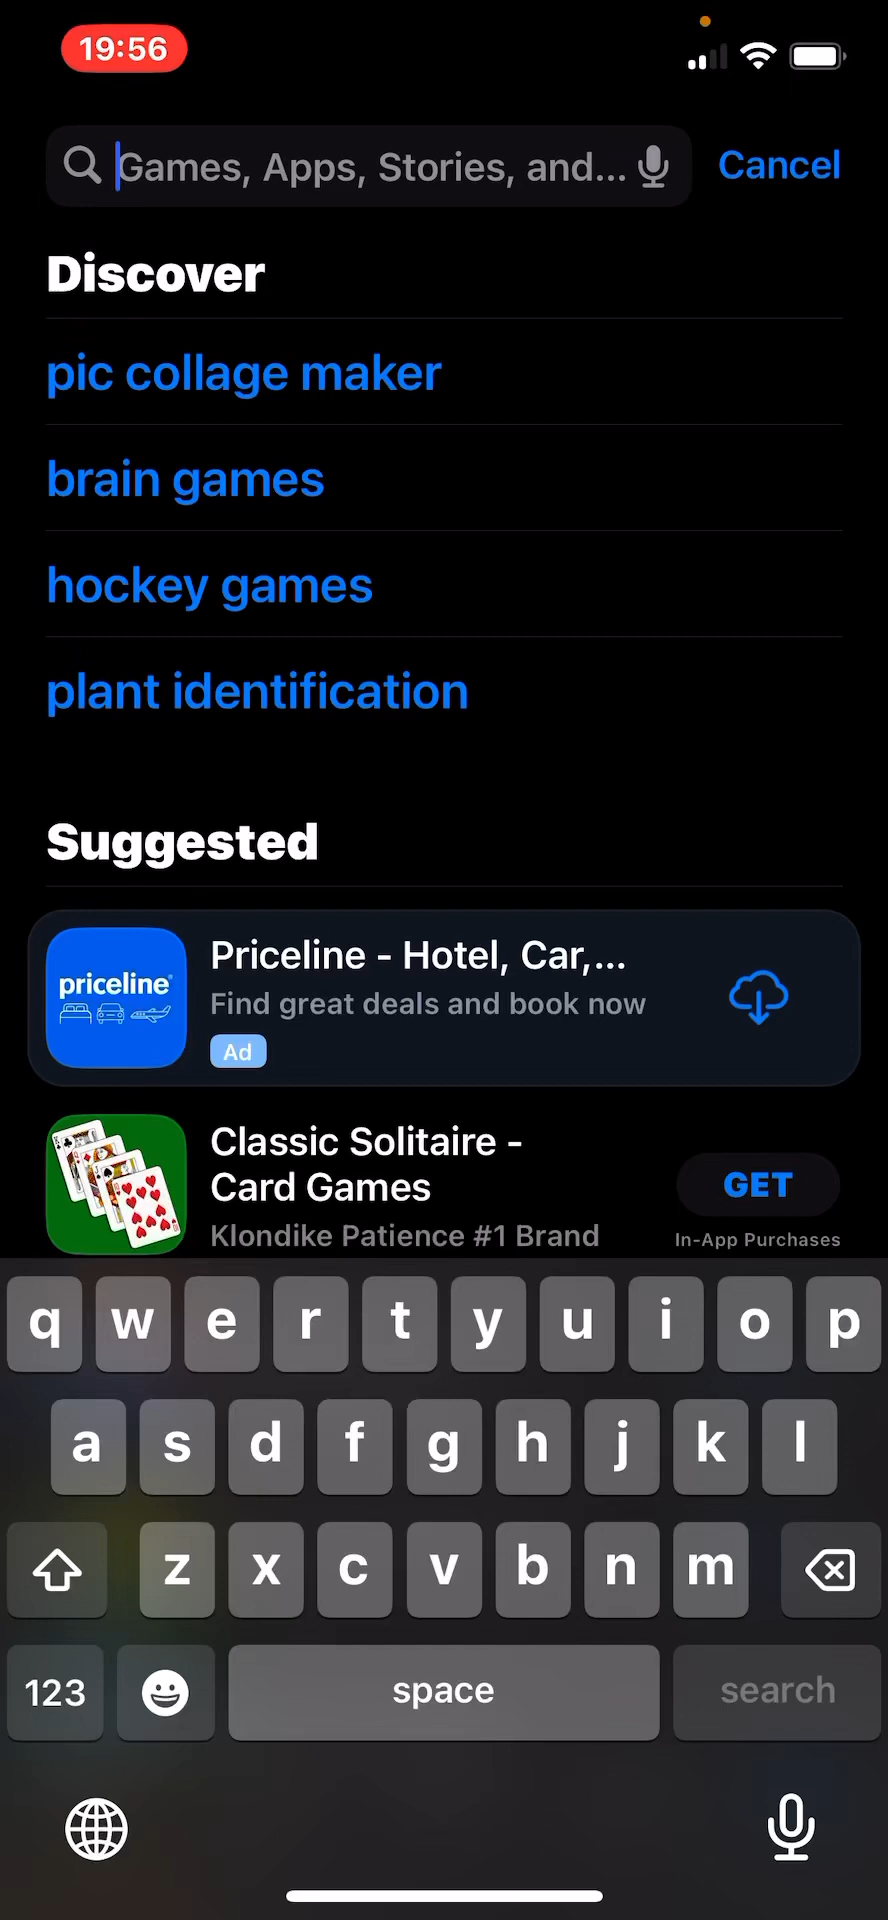 19:56
Games, Apps, Stories, and...
Cancel
Discover
pic collage maker
brain games
hockey games
plant identification
Suggested
priceline
Priceline - Hotel, Car,...
Find great deals and book now
Ad
Classic Solitaire -
Card Games
Klondike Patience #1 Brand
GET
In-App Purchases
q w e r t y u i o p
a s d f g h j k l
z x c v b n m
123
space
search